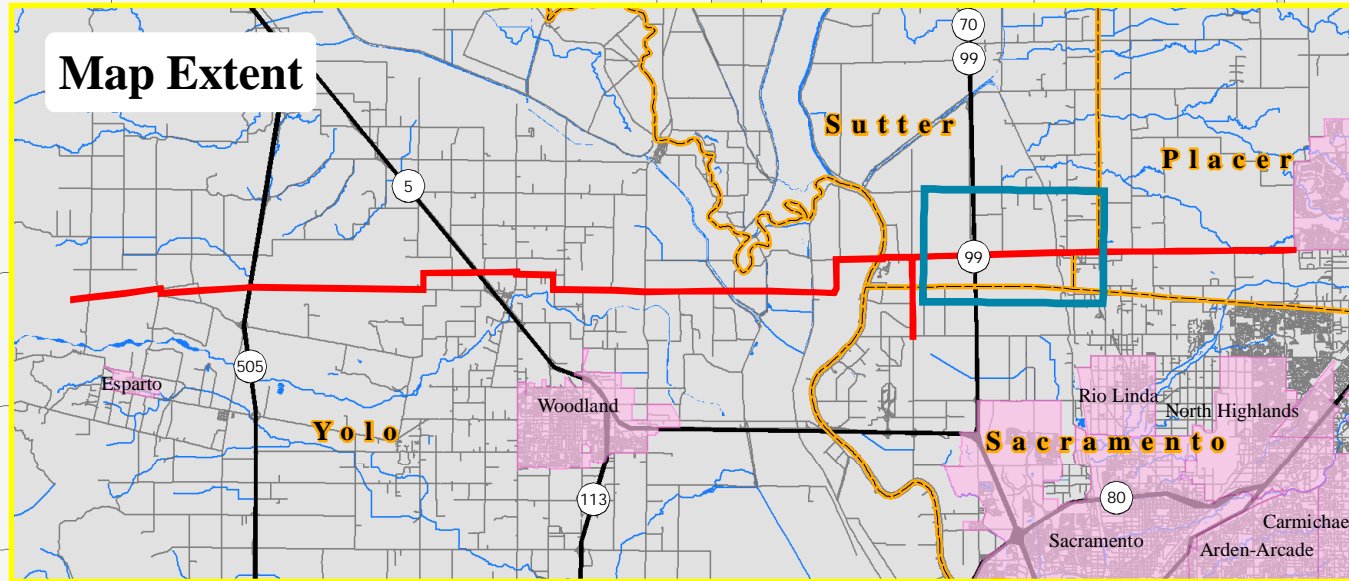 Map Extent
70
99
Sutter
Placer
5
99
505
Esparto
Woodland
Yolo
Rio Linda
North Highlands
Sacramento
113
80
Sacramento
Carmichae
Arden-Arcade